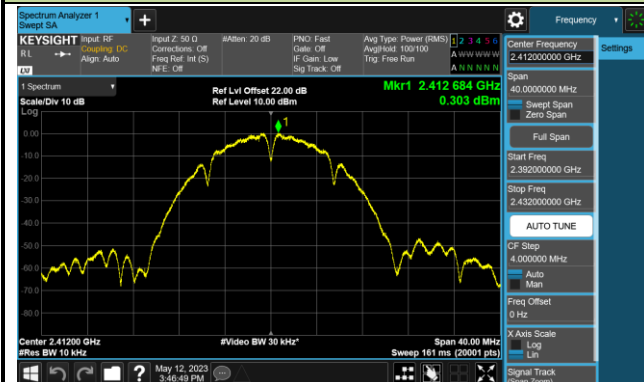 Spectrum Analyzer 1
Swept SA
Frequency
KEYSIGHT
Input: RF
Input Z: 50 Ω
#Atten: 20 dB
PNO: Fast
Avg Type: Power (RMS)
1 2 3 4 5 6
R L
Coupling: DC
Corrections: Off
Gate: Off
Avg|Hold: 100/100
A W W W W W
Align: Auto
Freq Ref: Int (S)
IF Gain: Low
Trig: Free Run
NFE: Off
Sig Track: Off
A N N N N N
LXI
Center Frequency
2.412000000 GHz
Settings
1 Spectrum
Ref Lvl Offset 22.00 dB
Mkr1 2.412 684 GHz
Scale/Div 10 dB
Ref Level 10.00 dBm
0.303 dBm
Log
1
0.00
-10.0
-20.0
-30.0
-40.0
-50.0
-60.0
-70.0
-80.0
Span
40.0000000 MHz
Swept Span
Zero Span
Full Span
Start Freq
2.392000000 GHz
Stop Freq
2.432000000 GHz
AUTO TUNE
CF Step
4.000000 MHz
Auto
Man
Freq Offset
0 Hz
X Axis Scale
Log
Lin
Signal Track
(Span Zoom)
Center 2.41200 GHz
#Video BW 30 kHz*
Span 40.00 MHz
#Res BW 10 kHz
Sweep 161 ms (20001 pts)
?
May 12, 2023
3:46:49 PM